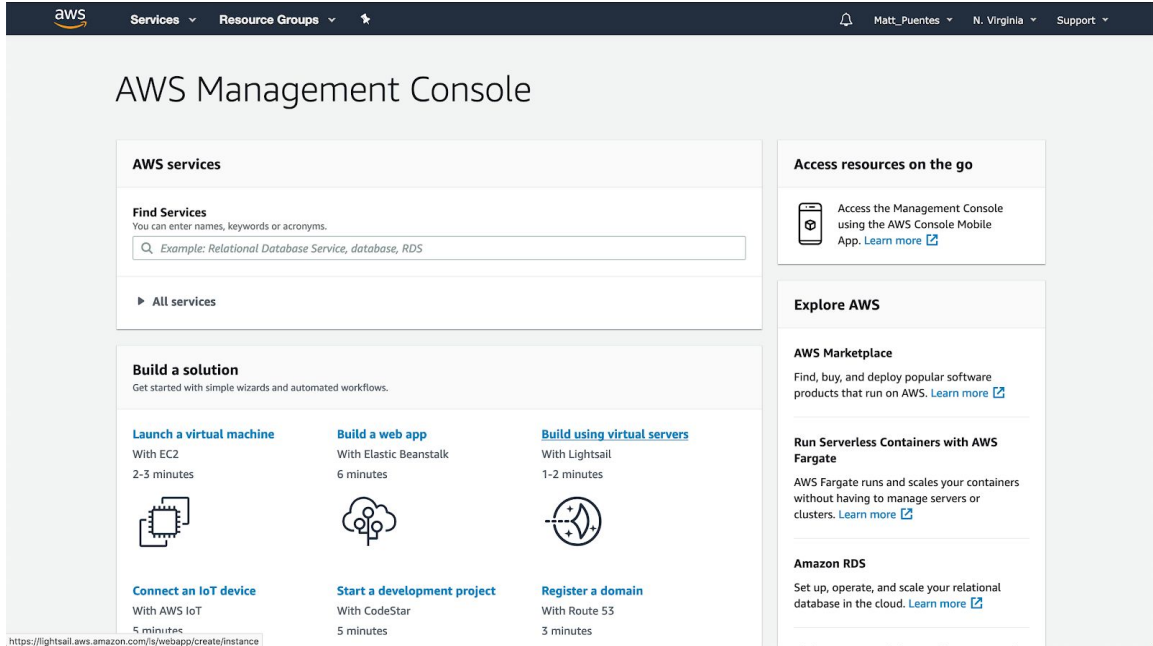 aws
Services
Resource Groups
Matt_Puentes
N. Virginia
Support
AWS Management Console
AWS services
Find Services
You can enter names, keywords or acronyms.
Example: Relational Database Service, database, RDS
All services
Build a solution
Get started with simple wizards and automated workflows.
Launch a virtual machine
With EC2
2-3 minutes
Build a web app
With Elastic Beanstalk
6 minutes
Build using virtual servers
With Lightsail
1-2 minutes
Connect an IoT device
With AWS IoT
5 minutes
Start a development project
With CodeStar
5 minutes
Register a domain
With Route 53
3 minutes
Access resources on the go
Access the Management Console
using the AWS Console Mobile
App. Learn more
Explore AWS
AWS Marketplace
Find, buy, and deploy popular software
products that run on AWS. Learn more
Run Serverless Containers with AWS
Fargate
AWS Fargate runs and scales your containers
without having to manage servers or
clusters. Learn more
Amazon RDS
Set up, operate, and scale your relational
database in the cloud. Learn more
https://lightsail.aws.amazon.com/ls/webapp/create/instance